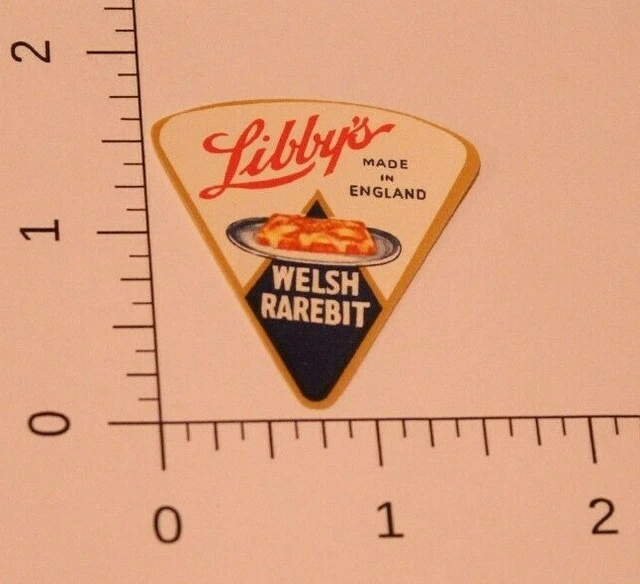 2
1
0
Libby's
MADE
IN
ENGLAND
WELSH
RAREBIT
0 1 2